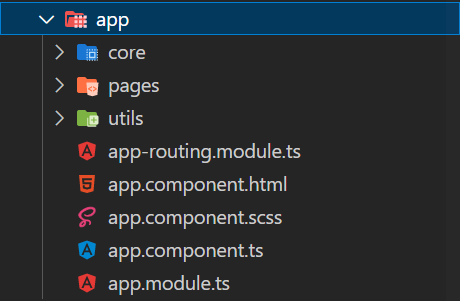 app
core
pages
utils
app-routing.module.ts
app.component.html
app.component.scss
app.component.ts
app.module.ts